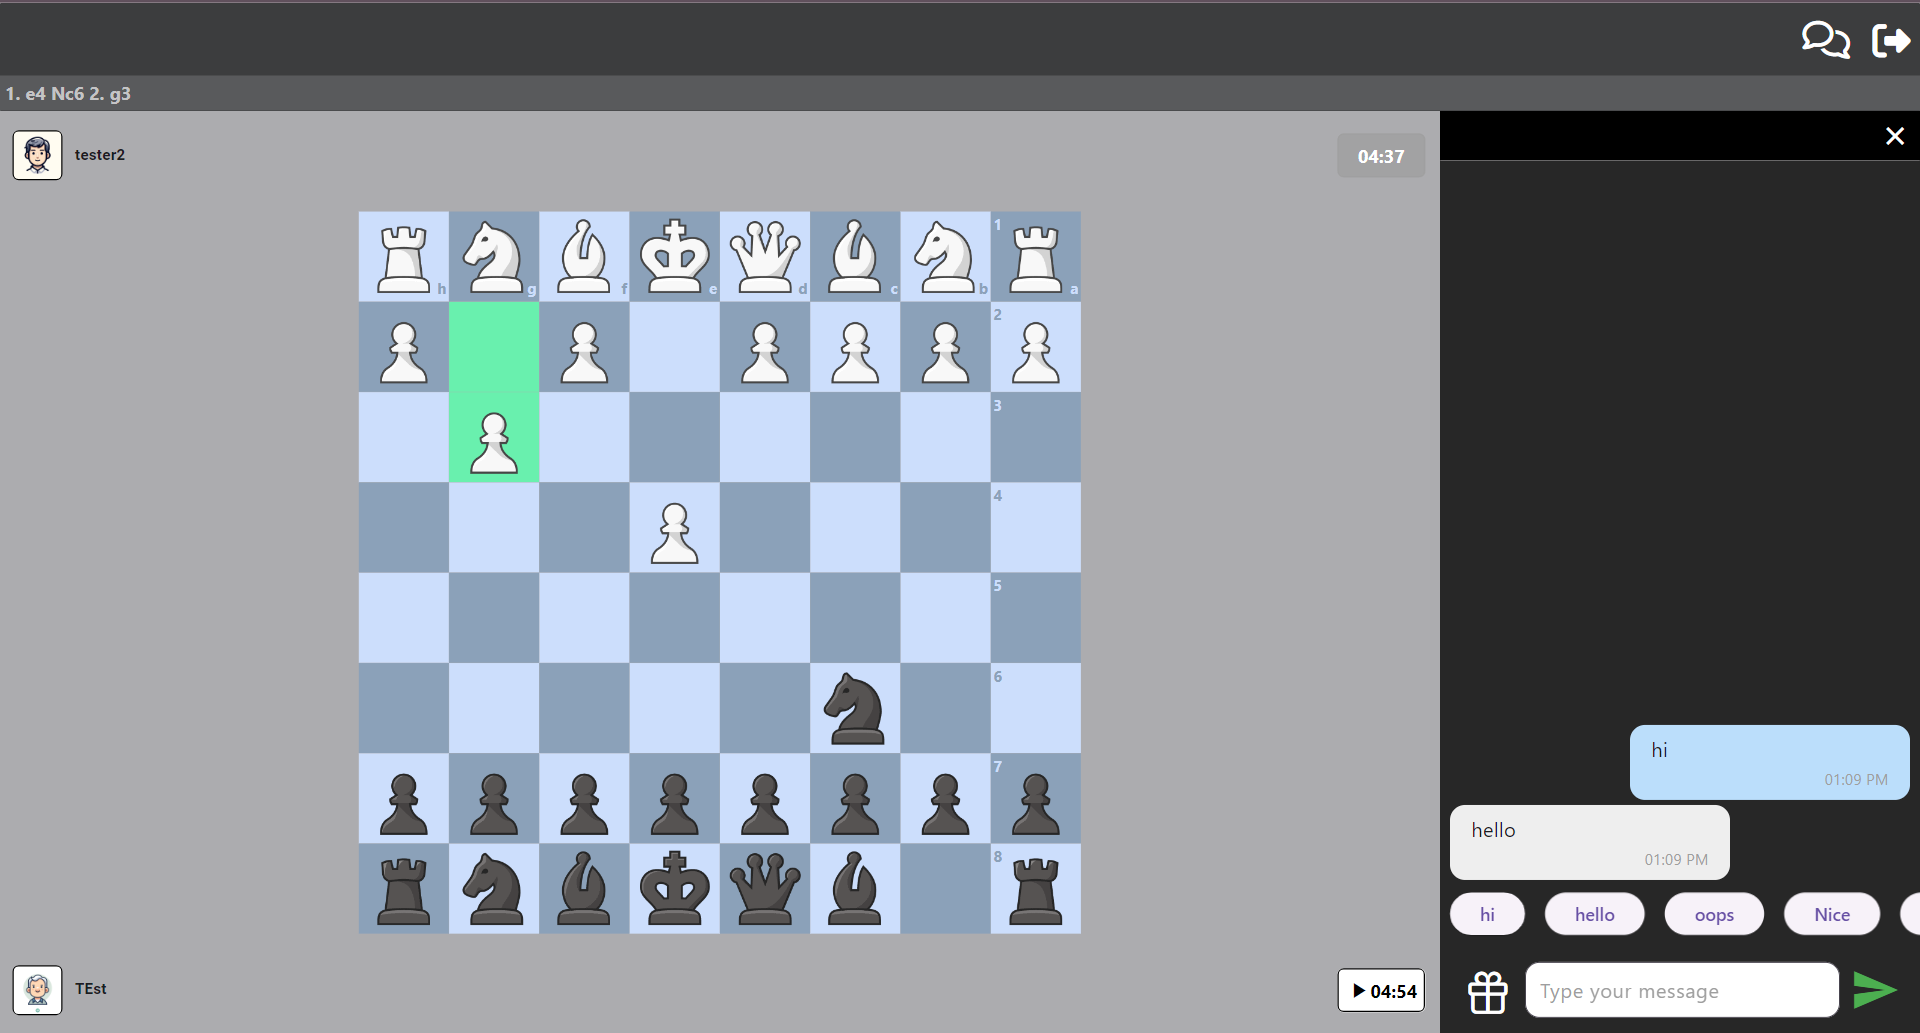 1. e4 Nc6 2. g3
tester2
04:37
1
h g f e d c b a
2
3
4
5
6
7
8
TEst
04:54
hi
01:09 PM
hello
01:09 PM
hi hello oops Nice
Type your message